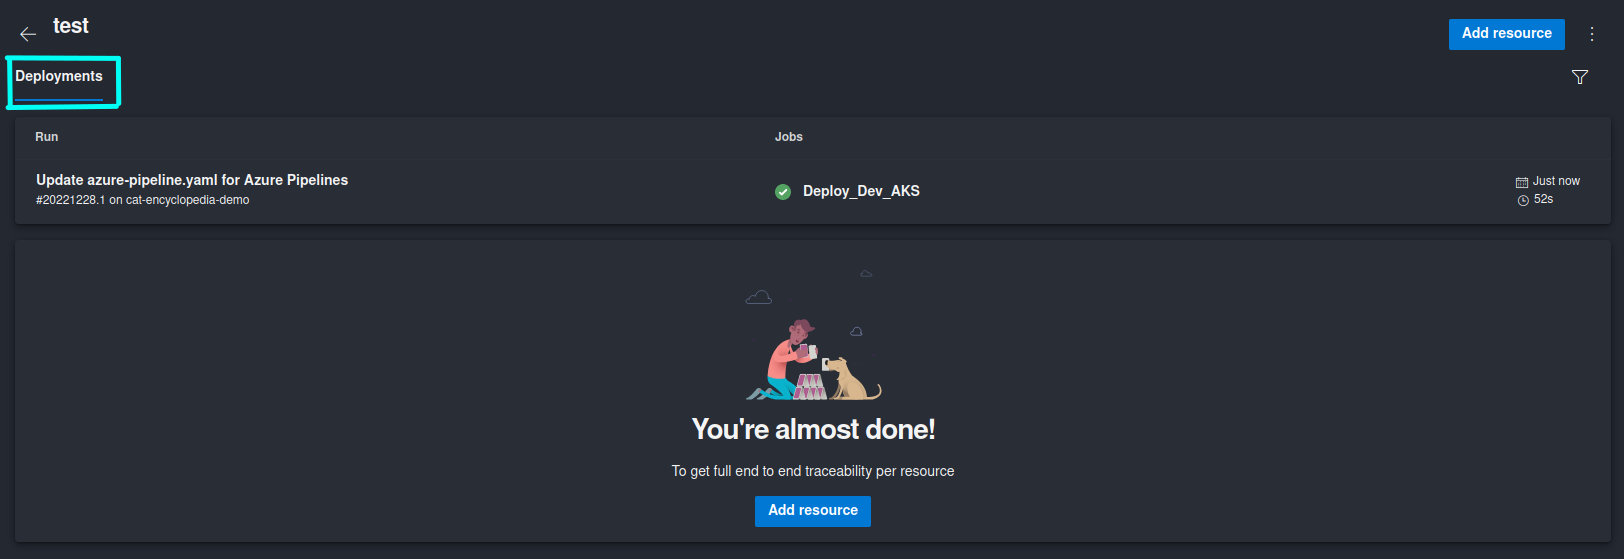 test
Add resource
Deployments
Run
Jobs
Update azure-pipeline.yaml for Azure Pipelines
#20221228.1 on cat-encyclopedia-demo
Deploy_Dev_AKS
Just now
52s
You're almost done!
To get full end to end traceability per resource
Add resource